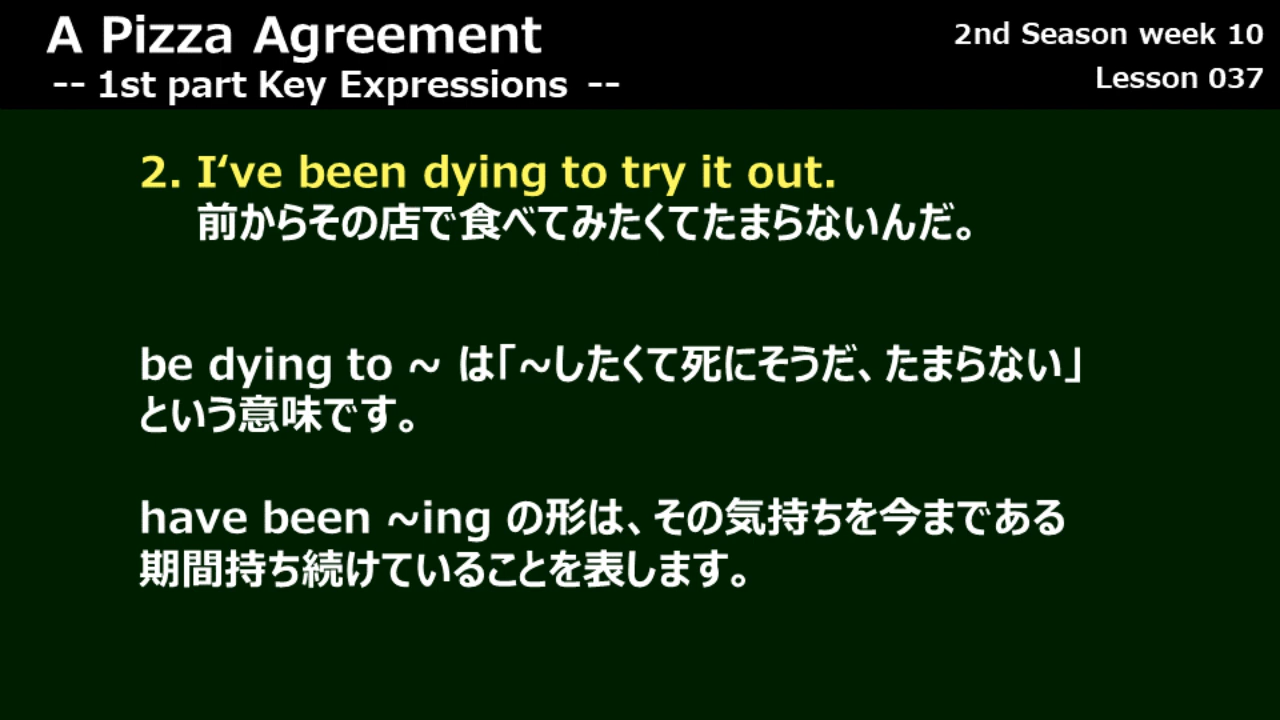 A Pizza Agreement
2nd Season week 10
-- 1st part Key Expressions --
Lesson 037
2. I‘ve been dying to try it out.
前からその店で食べてみたくてたまらないんだ。
be dying to ~ は「~したくて死にそうだ、たまらない」
という意味です。
have been ~ing の形は、その気持ちを今まである
期間持ち続けていることを表します。